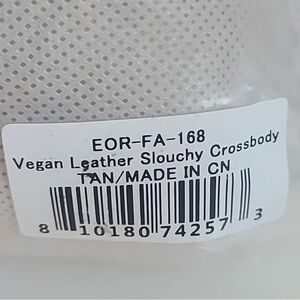 EOR-FA-168
Vegan Leather Slouchy Crossbody
TAN/MADE IN CN
8 10180 74257 3